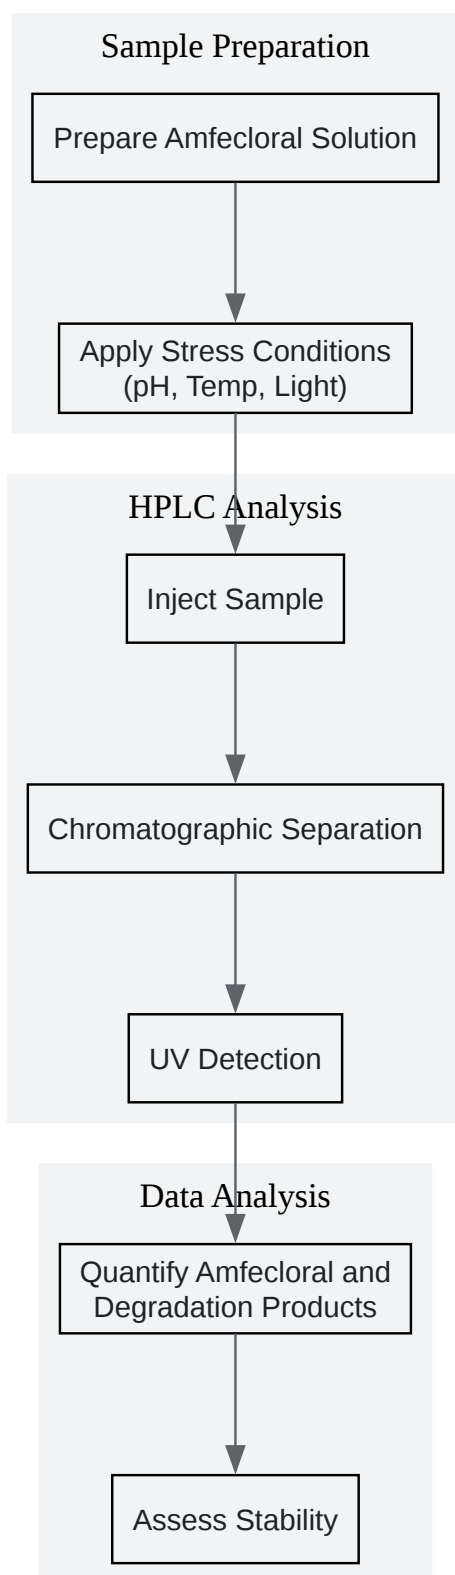 Sample Preparation
Prepare Amfecloral Solution
Apply Stress Conditions
(pH, Temp, Light)
HPLC Analysis
Inject Sample
Chromatographic Separation
UV Detection
Data Analysis
Quantify Amfecloral and
Degradation Products
Assess Stability